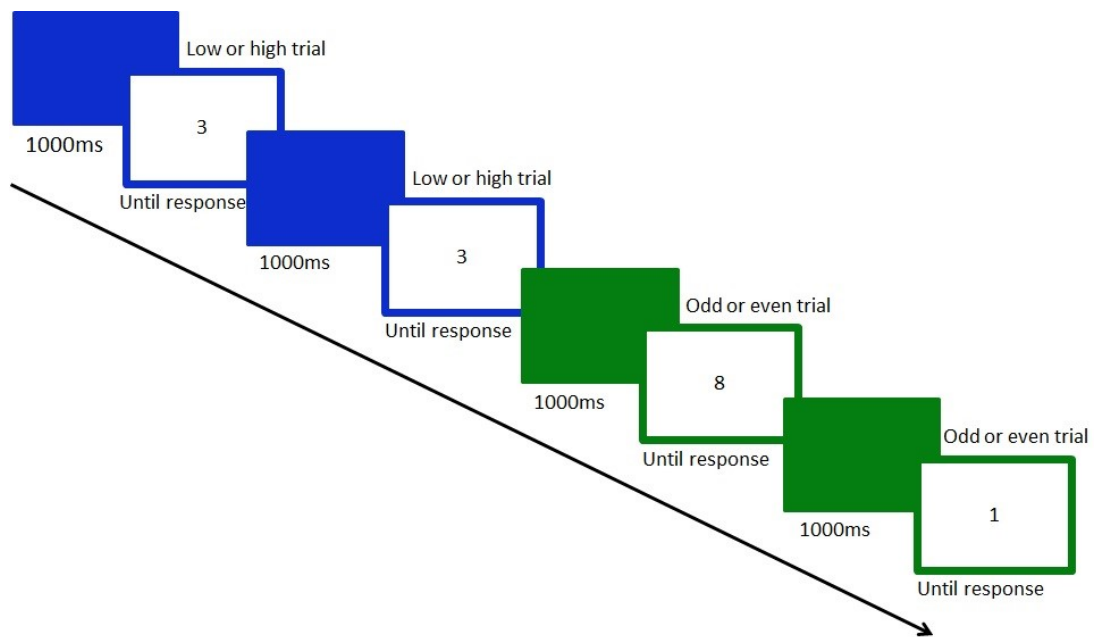 Low or high trial
3
1000ms
Until response
Low or high trial
3
1000ms
Until response
Odd or even trial
8
1000ms
Until response
Odd or even trial
1
1000ms
Until response